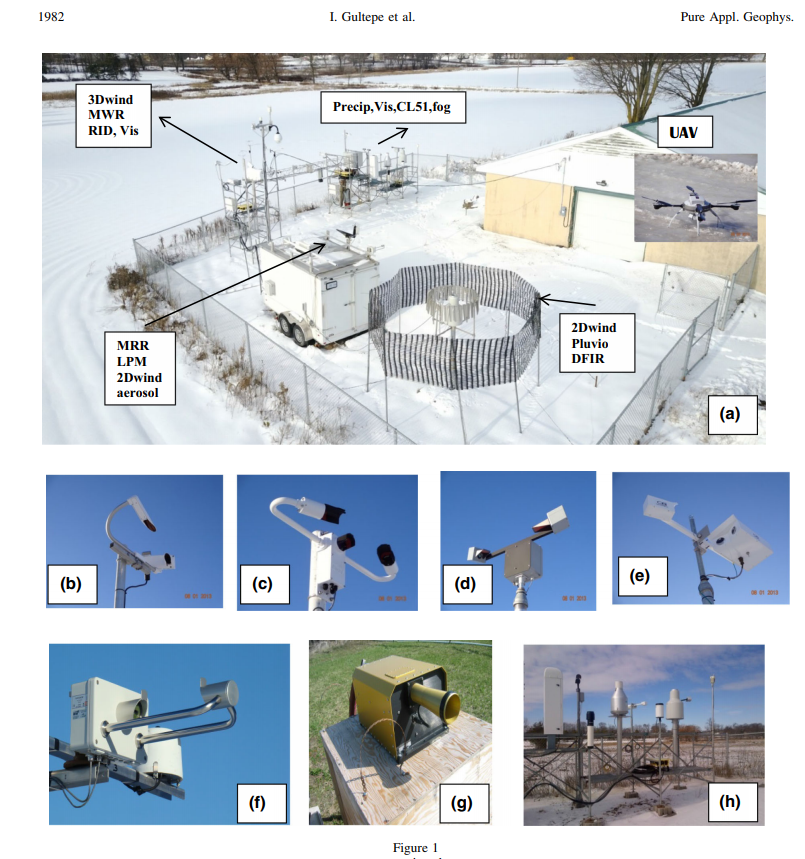 1982
I. Gultepe et al.
Pure Appl. Geophys.
3Dwind
MWR
RID, Vis
Precip,Vis,CL51,fog
UAV
MRR
LPM
2Dwind
aerosol
2Dwind
Pluvio
DFIR
(a)
(b)
(c)
(d)
(e)
(f)
(g)
(h)
Figure 1